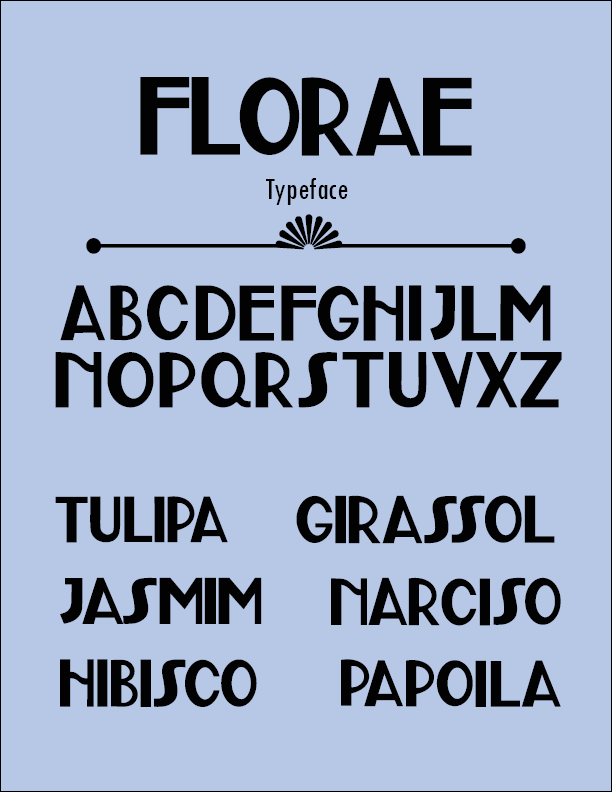 FLORAE
Typeface
ABCDEFGHIJLM
NOPQRSTUVXZ
TULIPA GIRASSOL
JASMIM NARCISO
HIBISCO PAPOILA